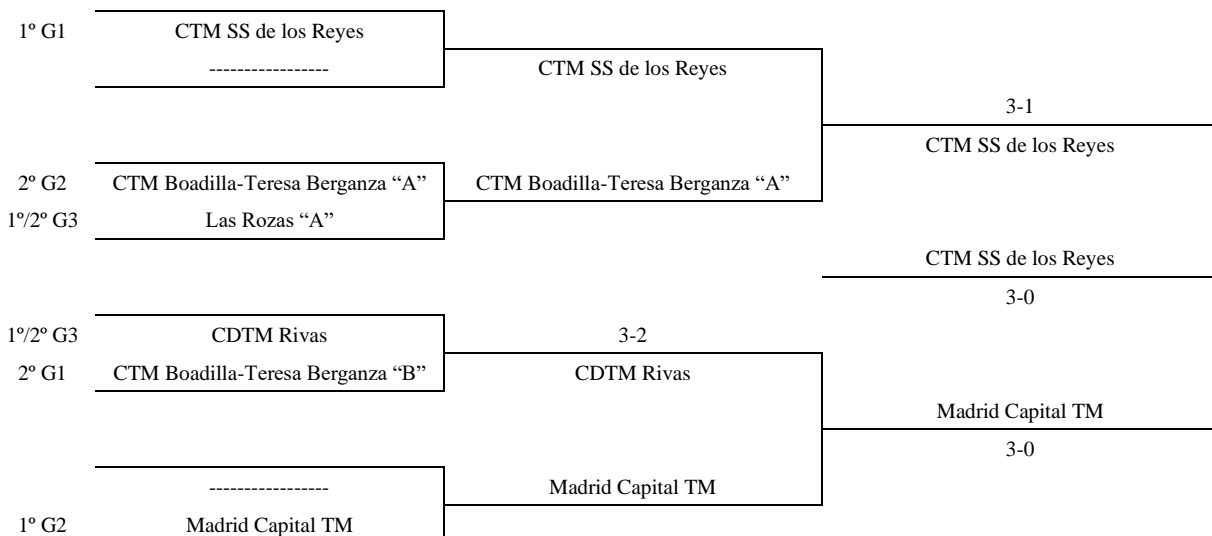 1º G1 CTM SS de los Reyes
----------------- CTM SS de los Reyes
3-1
CTM SS de los Reyes
2º G2 CTM Boadilla-Teresa Berganza “A” CTM Boadilla-Teresa Berganza “A”
1º/2º G3 Las Rozas “A”
CTM SS de los Reyes
3-0
1º/2º G3 CDTM Rivas 3-2
2º G1 CTM Boadilla-Teresa Berganza “B” CDTM Rivas
Madrid Capital TM
3-0
----------------- Madrid Capital TM
1º G2 Madrid Capital TM